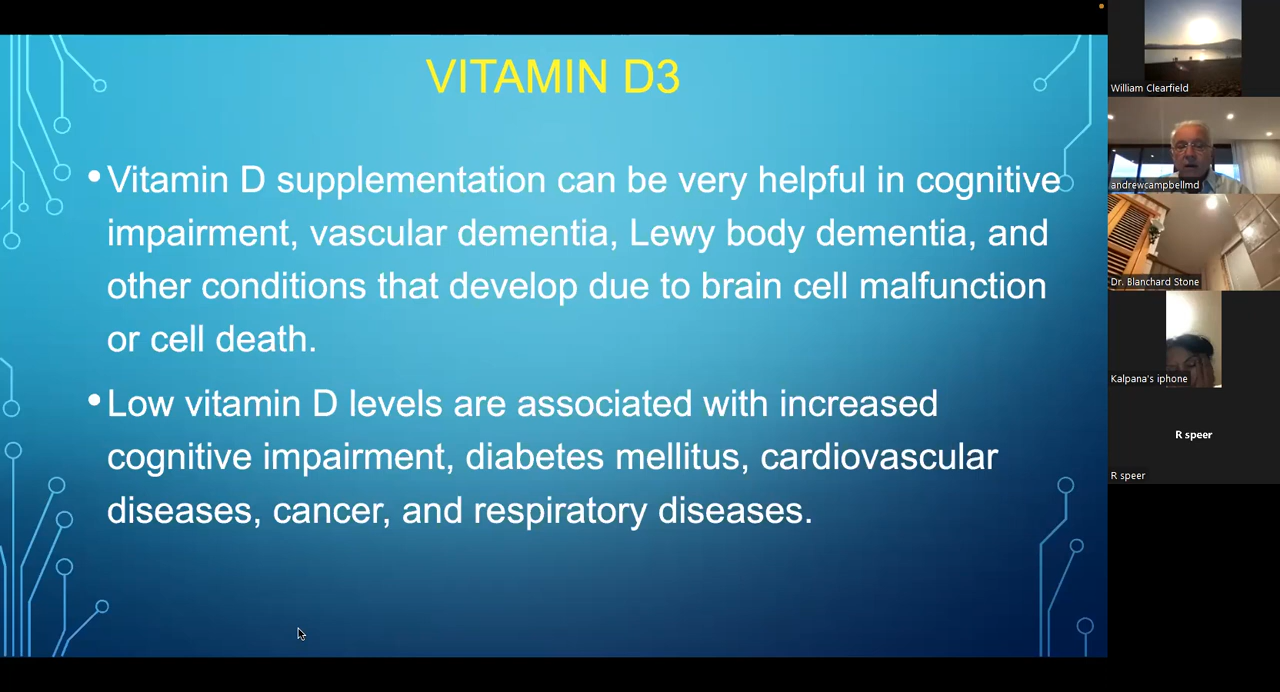 VITAMIN D3
•Vitamin D supplementation can be very helpful in cognitive
impairment, vascular dementia, Lewy body dementia, and
other conditions that develop due to brain cell malfunction
or cell death.
•Low vitamin D levels are associated with increased
cognitive impairment, diabetes mellitus, cardiovascular
diseases, cancer, and respiratory diseases.
William Clearfield
andrewcampbellmd
Dr. Blanchard Stone
Kalpana's iphone
R speer
R speer